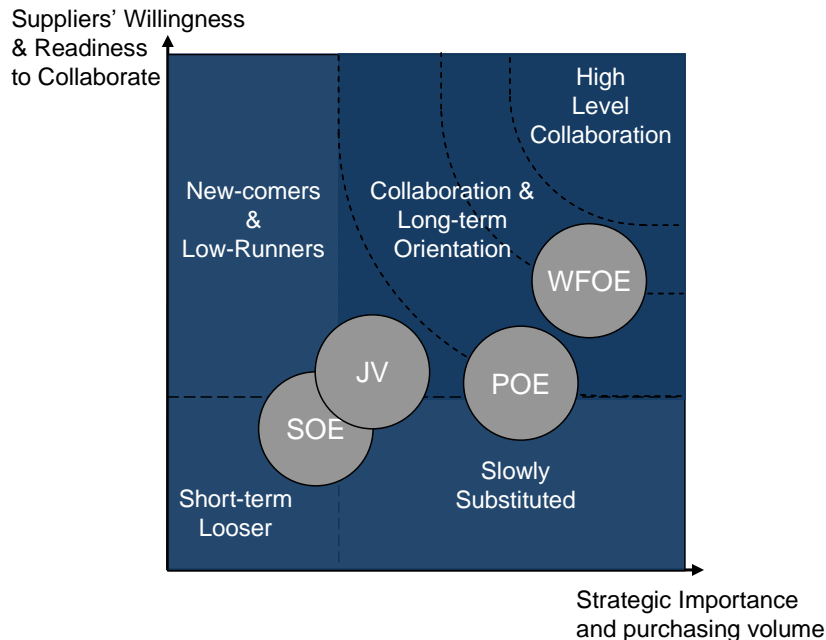 Suppliers’ Willingness
& Readiness
to Collaborate
High
Level
Collaboration
New-comers
&
Low-Runners
Collaboration &
Long-term
Orientation
WFOE
JV
POE
SOE
Slowly
Substituted
Short-term
Looser
Strategic Importance
and purchasing volume